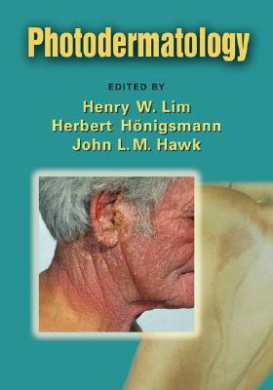 Photodermatology
EDITED BY
Henry W. Lim
Herbert Hönigsmann
John L.M. Hawk